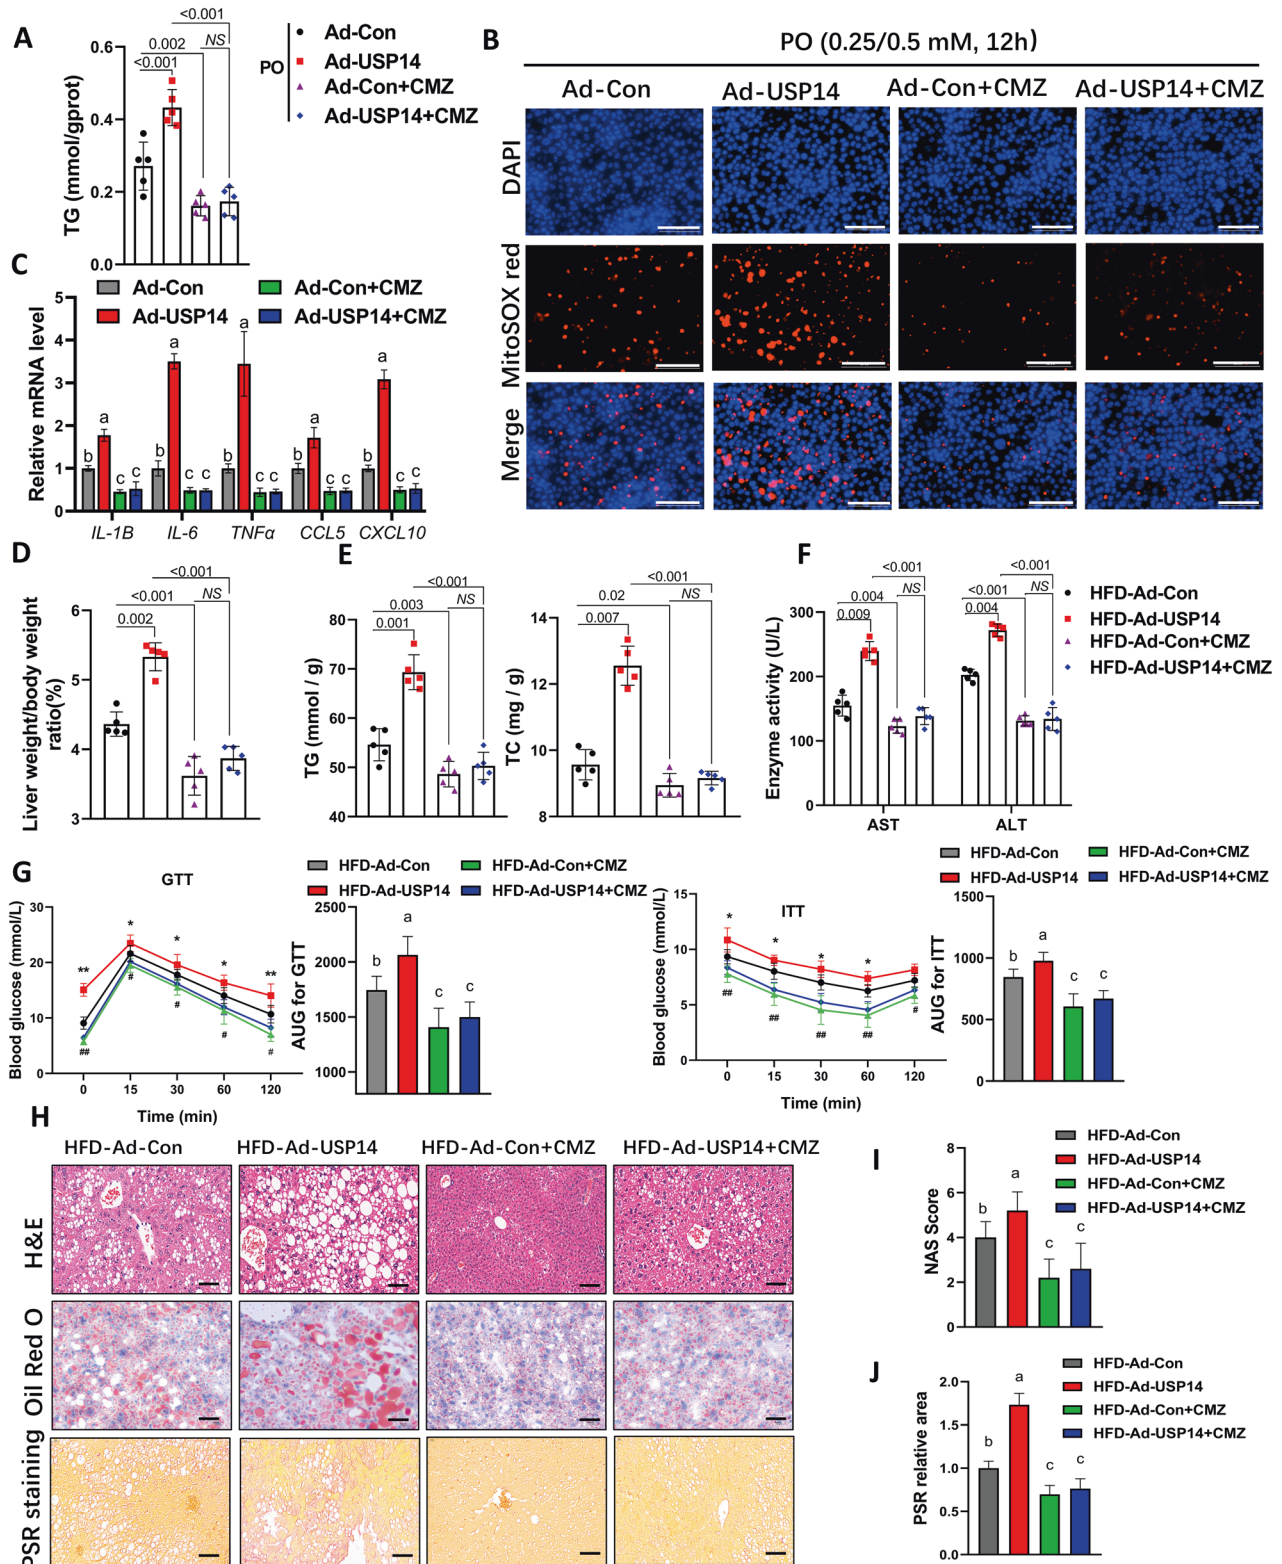 A
<0.001
0.002
NS
<0.001
TG (mmol/gprot)
0.6
0.4
0.2
0.0
PO
Ad-Con
Ad-USP14
Ad-Con+CMZ
Ad-USP14+CMZ
B
PO (0.25/0.5 mM, 12h)
Ad-Con
Ad-USP14
Ad-Con+CMZ
Ad-USP14+CMZ
DAPI
MitoSOX red
Merge
C
Ad-Con
Ad-USP14
Ad-Con+CMZ
Ad-USP14+CMZ
Relative mRNA level
5
4
3
2
1
0
b a c c
b a c c
b a c c
b a c c
b a c c
IL-1B IL-6 TNFα CCL5 CXCL10
D
<0.001
<0.001
NS
0.002
Liver weight/body weight
ratio(%)
6
5
4
3
E
<0.001
0.003
NS
0.001
TG (mmol / g)
80
70
60
50
40
<0.001
0.02
NS
0.007
TC (mg / g)
14
12
10
8
F
<0.001
0.004
NS
0.009
<0.001
<0.001
NS
0.004
Enzyme activity (U/L)
300
200
100
0
AST ALT
HFD-Ad-Con
HFD-Ad-USP14
HFD-Ad-Con+CMZ
HFD-Ad-USP14+CMZ
G
GTT
Blood glucose (mmol/L)
30
20
10
0
** * * * **
## # # # #
0 15 30 60 120
Time (min)
HFD-Ad-Con
HFD-Ad-USP14
HFD-Ad-Con+CMZ
HFD-Ad-USP14+CMZ
AUG for GTT
2500
2000
1500
1000
b a c c
ITT
Blood glucose (mmol/L)
15
10
5
0
* * * *
## ## ## ## #
0 15 30 60 120
Time (min)
HFD-Ad-Con
HFD-Ad-USP14
HFD-Ad-Con+CMZ
HFD-Ad-USP14+CMZ
AUG for ITT
1500
1000
500
0
b a c c
H
HFD-Ad-Con
HFD-Ad-USP14
HFD-Ad-Con+CMZ
HFD-Ad-USP14+CMZ
H&E
Oil Red O
PSR staining
I
HFD-Ad-Con
HFD-Ad-USP14
HFD-Ad-Con+CMZ
HFD-Ad-USP14+CMZ
NAS Score
8
6
4
2
0
b a c c
J
HFD-Ad-Con
HFD-Ad-USP14
HFD-Ad-Con+CMZ
HFD-Ad-USP14+CMZ
PSR relative area
2.0
1.5
1.0
0.5
0.0
b a c c